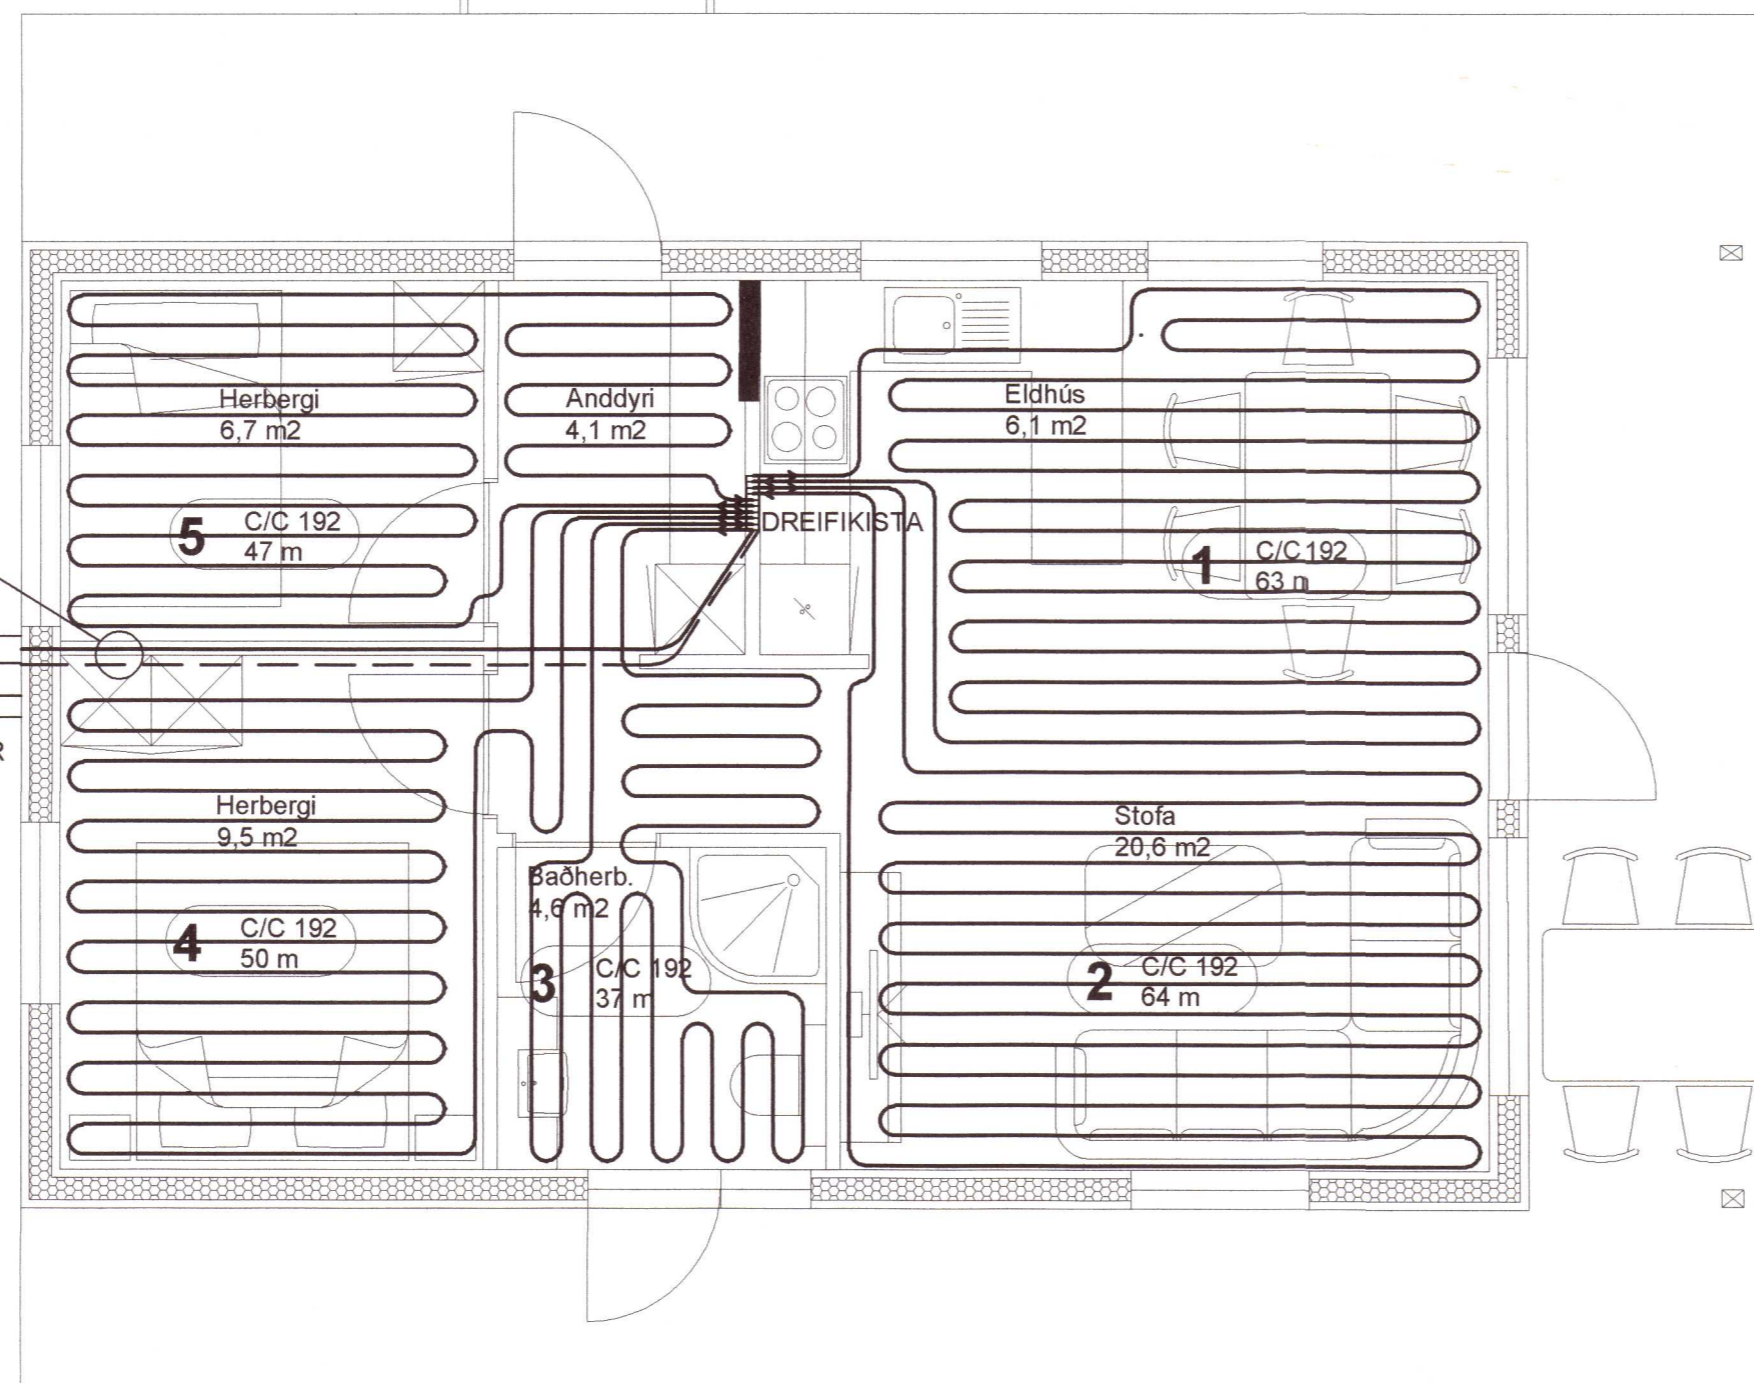 Herbergi
6,7 m2
Anddyri
4,1 m2
Eldhús
6,1 m2
5
C/C 192
47 m
DREIFIKISTA
1
C/C 192
63 m
R
Herbergi
9,5 m2
Stofa
20,6 m2
Baðherb.
4,6 m2
4
C/C 192
50 m
3
C/C 192
37 m
2
C/C 192
64 m